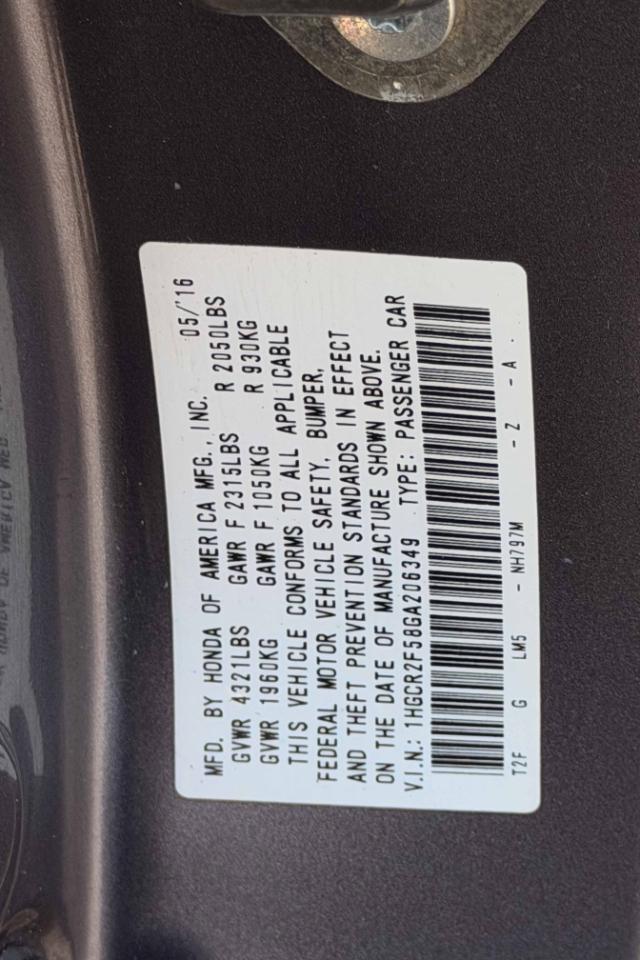 MFD. BY HONDA OF AMERICA MFG., INC. 05/'16
GVWR 4321LBS GAWR F 2315LBS R 2050LBS
GVWR 1960KG GAWR F 1050KG R 930KG
THIS VEHICLE CONFORMS TO ALL APPLICABLE
FEDERAL MOTOR VEHICLE SAFETY, BUMPER,
AND THEFT PREVENTION STANDARDS IN EFFECT
ON THE DATE OF MANUFACTURE SHOWN ABOVE.
V.I.N.: 1HGCR2F58GA206349 TYPE: PASSENGER CAR
T2F G LM5 - NH797M - Z - A .